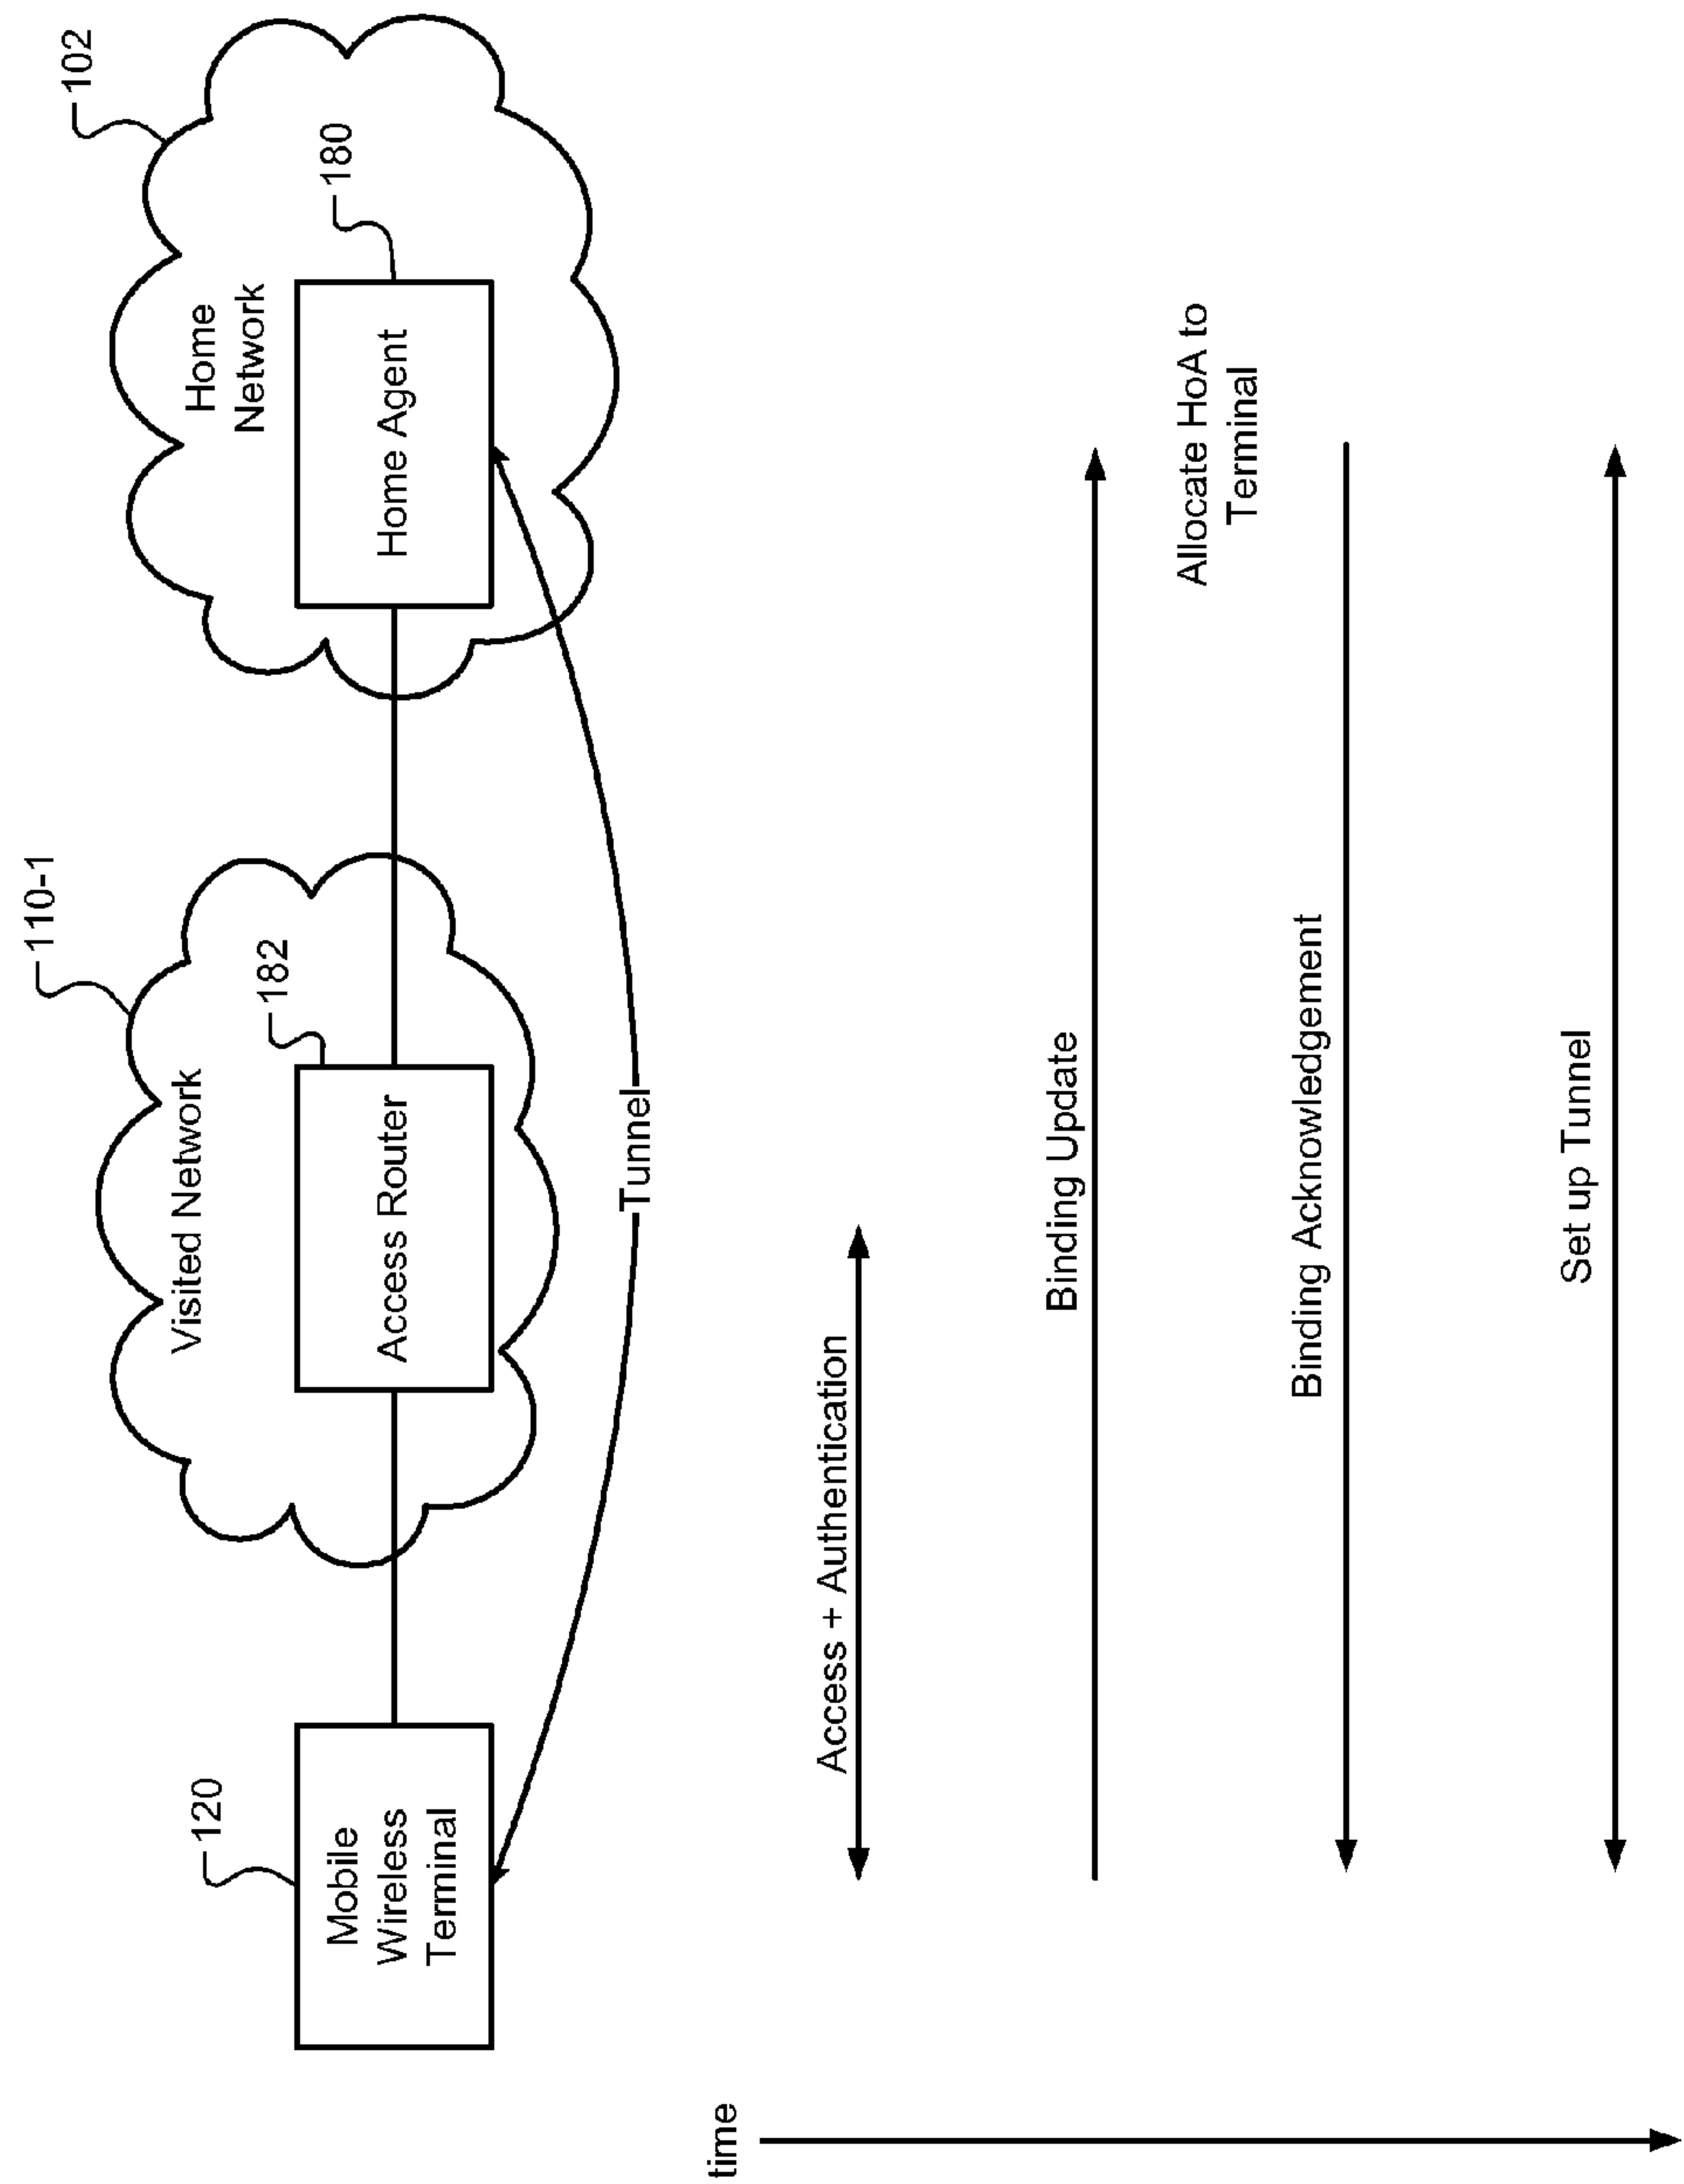 102
110-1
180
Home
Network
182
Visited Network
120
Mobile
Wireless
Terminal
Access Router
Home Agent
Tunnel
time
Access + Authentication
Binding Update
Allocate HoA to
Terminal
Binding Acknowledgement
Set up Tunnel